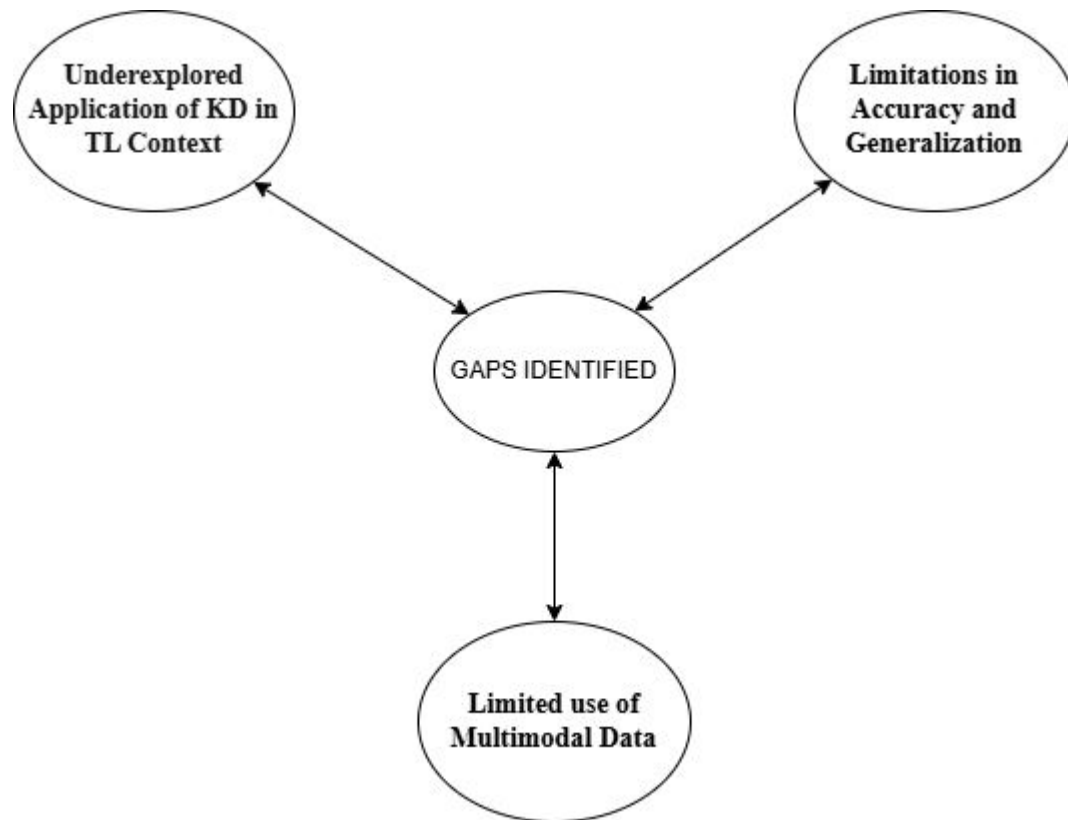 Underexplored
Application of KD in
TL Context
Limitations in
Accuracy and
Generalization
GAPS IDENTIFIED
Limited use of
Multimodal Data